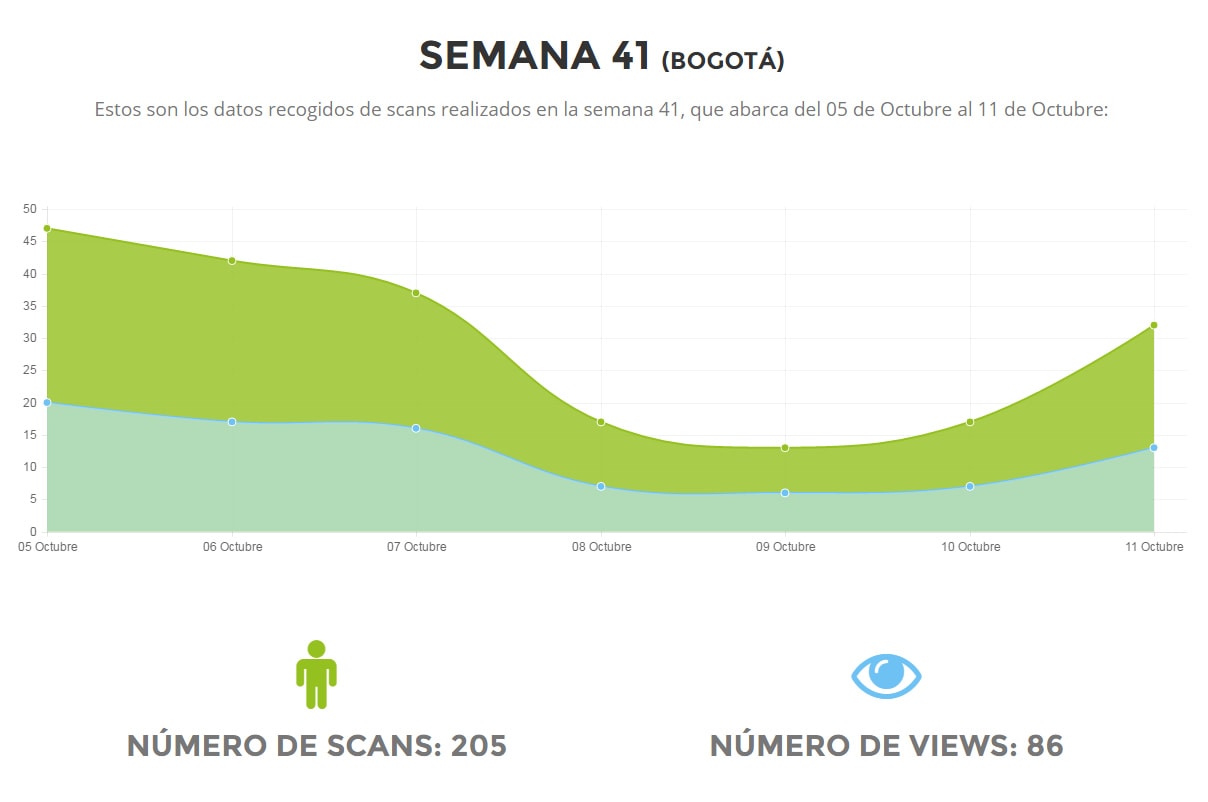 SEMANA 41 (BOGOTÁ)
Estos son los datos recogidos de scans realizados en la semana 41, que abarca del 05 de Octubre al 11 de Octubre:
50
45
40
35
30
25
20
15
10
5
0
05 Octubre 06 Octubre 07 Octubre 08 Octubre 09 Octubre 10 Octubre 11 Octubre
NÚMERO DE SCANS: 205 NÚMERO DE VIEWS: 86